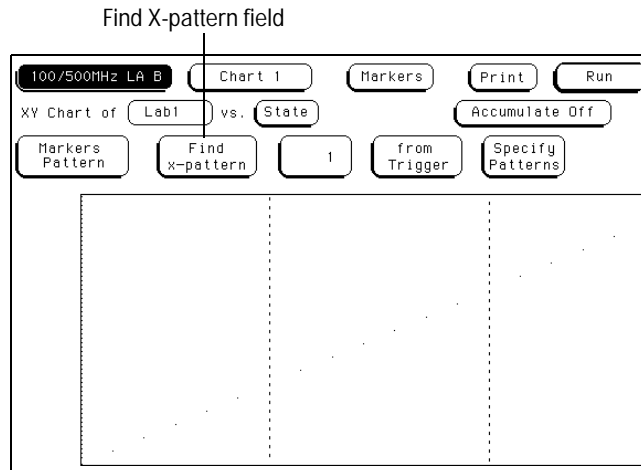 Find X-pattern field
100/500MHz LA B Chart 1 Markers Print Run
XY Chart of Lab1 vs. State Accumulate Off
Markers Pattern Find x-pattern 1 from Trigger Specify Patterns